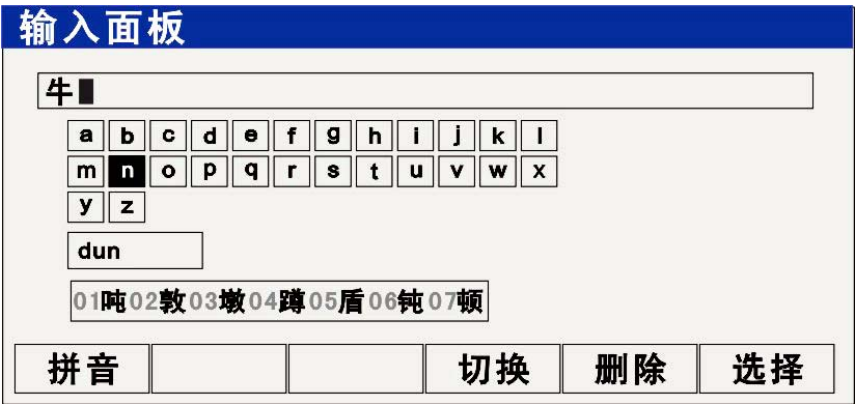 输入面板
牛
a b c d e f g h i j k l
m n o p q r s t u v w x
y z
dun
01吨02敦03墩04蹲05盾06钝07顿
拼音 切换 删除 选择